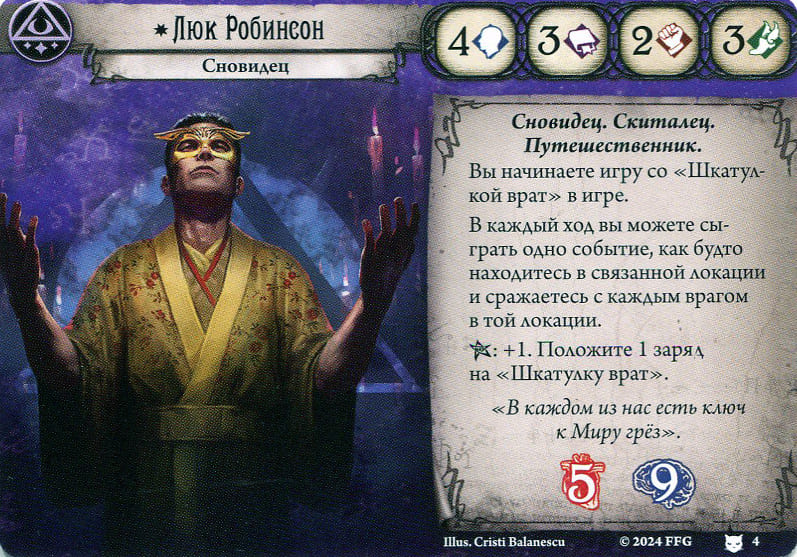 Люк Робинсон
Сновидец
4 3 2 3
Сновидец. Скиталец.
Путешественник.
Вы начинаете игру со «Шкатул-
кой врат» в игре.
В каждый ход вы можете сы-
грать одно событие, как будто
находитесь в связанной локации
и сражаетесь с каждым врагом
в той локации.
: +1. Положите 1 заряд
на «Шкатулку врат».
«В каждом из нас есть ключ
к Миру грёз».
5 9
Illus. Cristi Balanescu © 2024 FFG 4